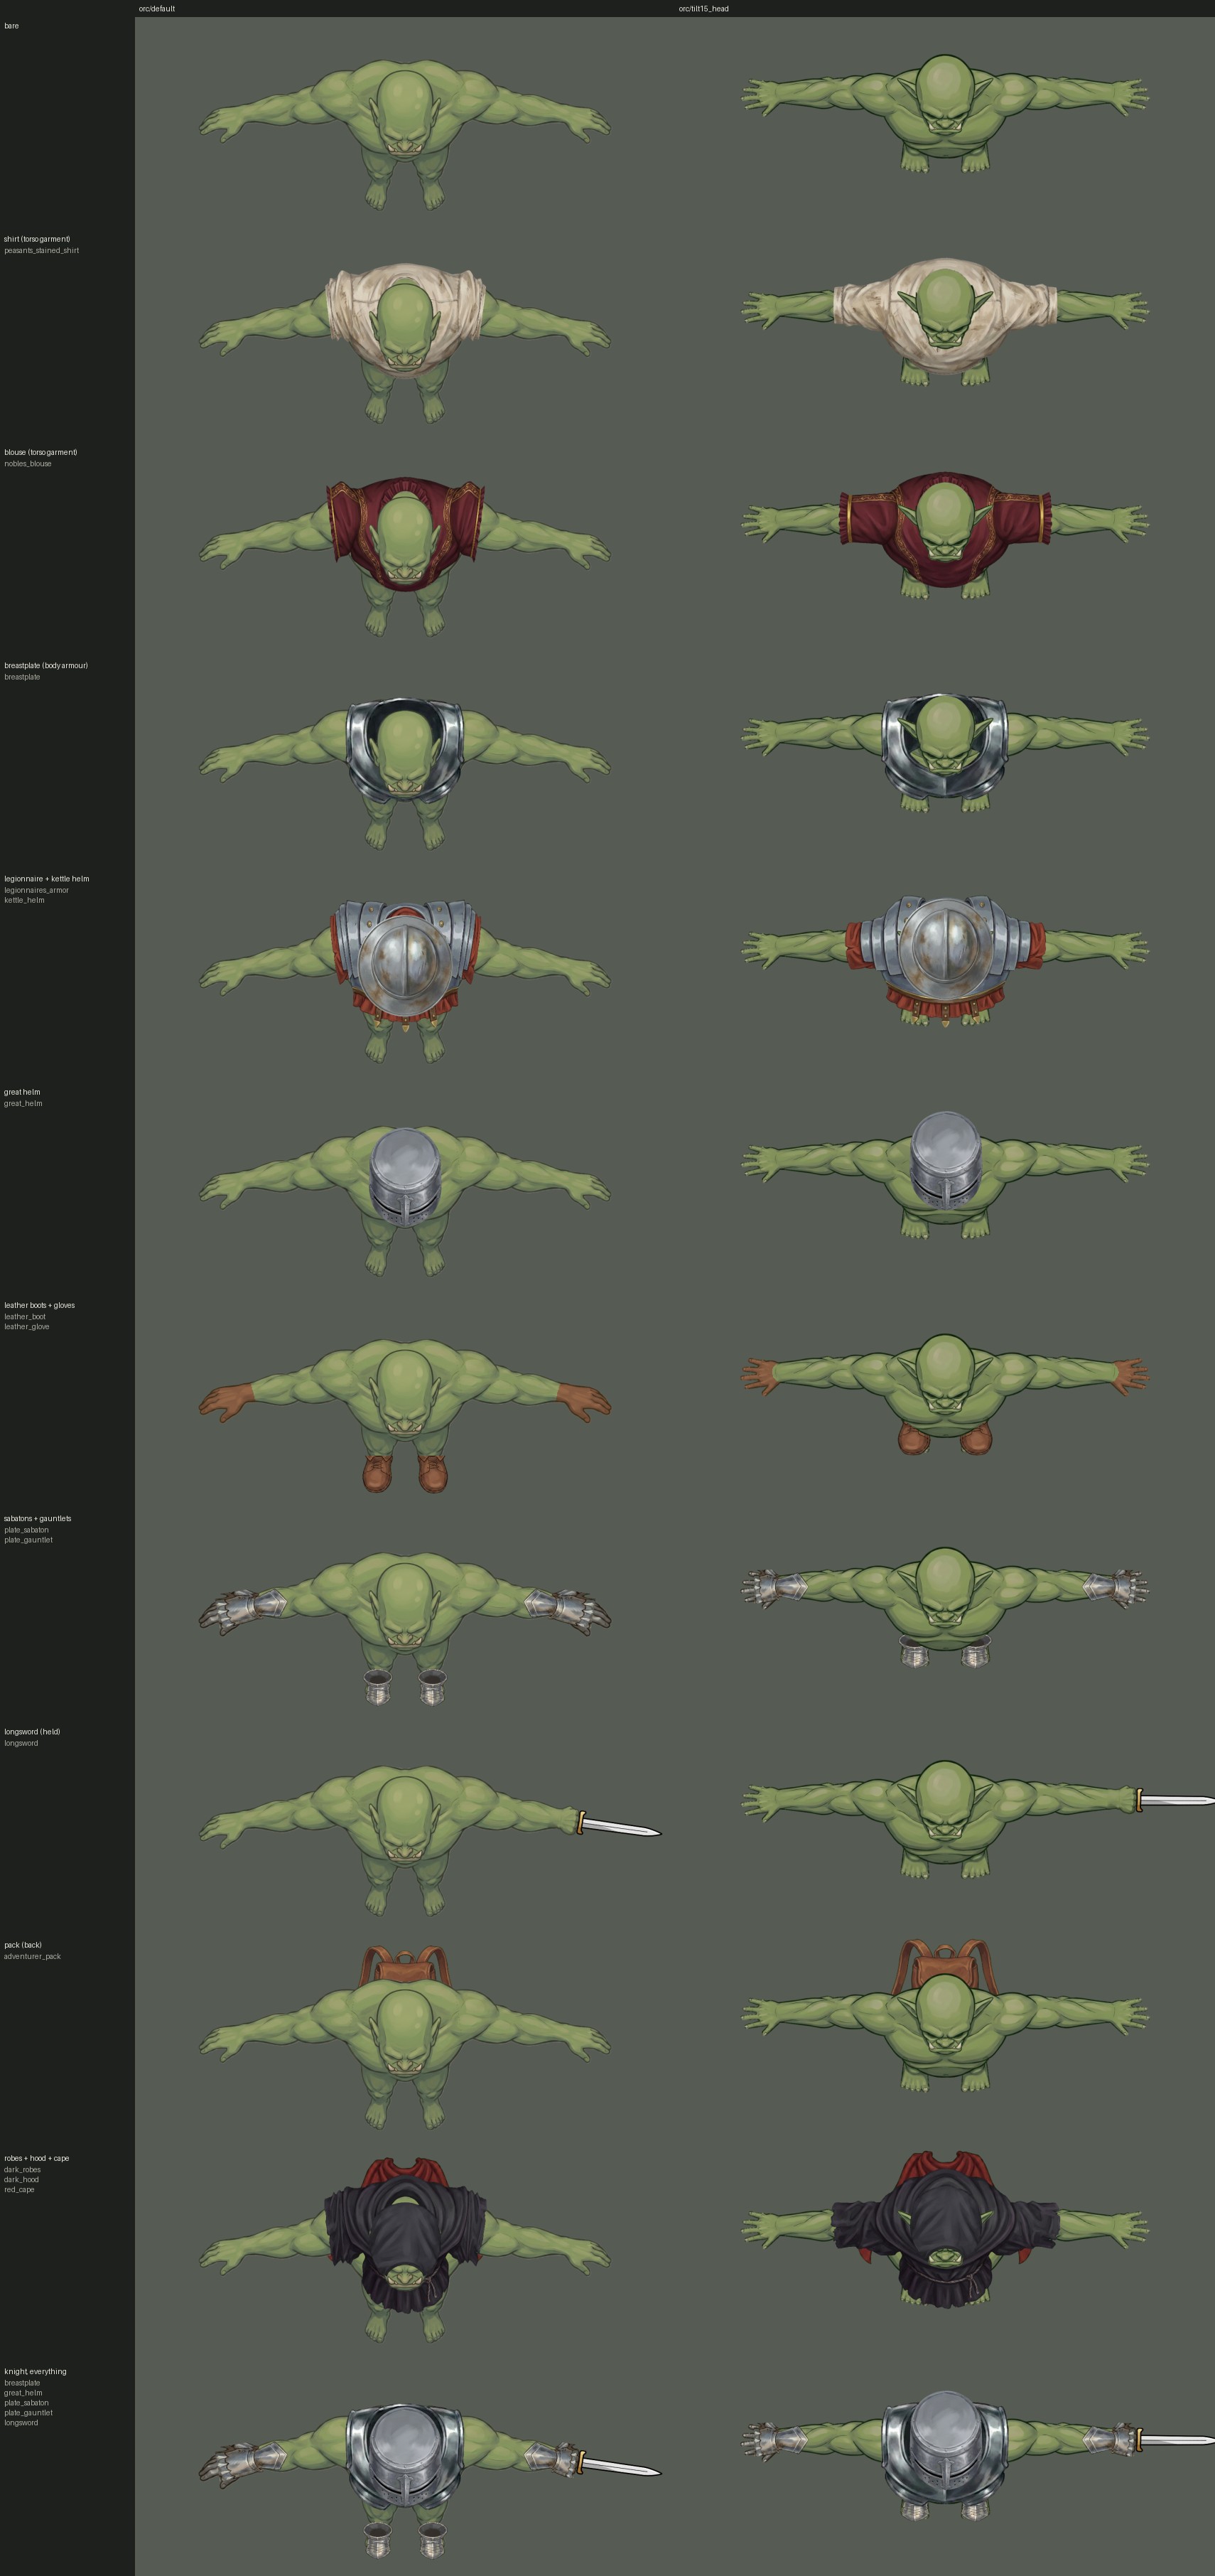 orc/default
orc/tilt15_head
bare
shirt (torso garment)
peasants_stained_shirt
blouse (torso garment)
nobles_blouse
breastplate (body armour)
breastplate
legionnaire + kettle helm
legionnaires_armor
kettle_helm
great helm
great_helm
leather boots + gloves
leather_boot
leather_glove
sabatons + gauntlets
plate_sabaton
plate_gauntlet
longsword (held)
longsword
pack (back)
adventurer_pack
robes + hood + cape
dark_robes
dark_hood
red_cape
knight, everything
breastplate
great_helm
plate_sabaton
plate_gauntlet
longsword